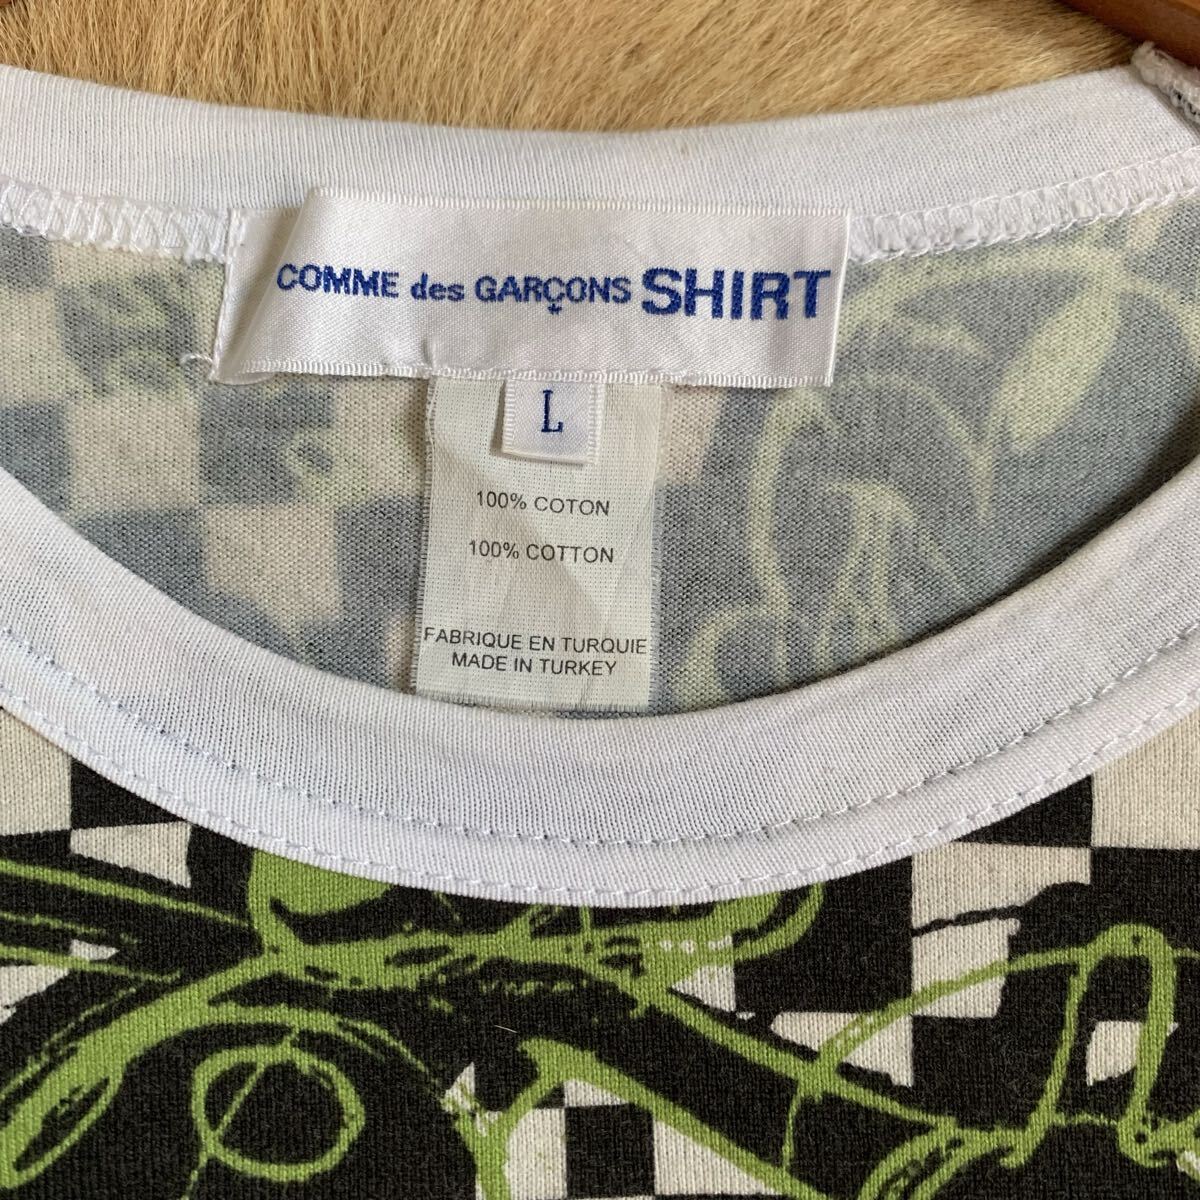 COMME des GARÇONS SHIRT
L
100% COTON
100% COTTON
FABRIQUE EN TURQUIE
MADE IN TURKEY